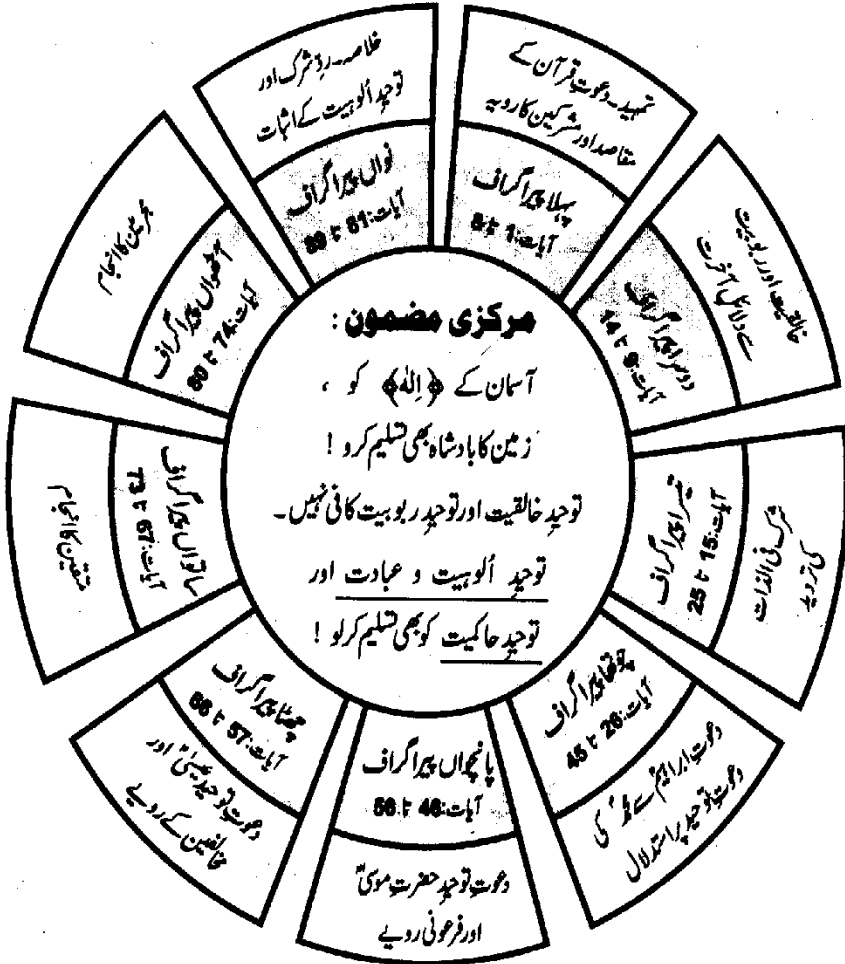 مرکزی مضمون :
آسمان کے ﴿اِلٰہ﴾ کو ،
زمین کا بادشاہ بھی تسلیم کرو !
توحیدِ خالقیت اور توحیدِ ربوبیت کافی نہیں۔
توحیدِ اُلوہیت و عبادت اور
توحیدِ حاکمیت کو بھی تسلیم کرلو !
تمہید۔ دعوتِ قرآن کے
مقاصد اور مشرکین کا رویہ
پہلا پیراگراف
آیات:1 تا 8
خالقیت اور ربوبیت
سے دلائلِ آخرت
دوسرا پیراگراف
آیات:9 تا 14
شرک فی الذات
کی تردید
تیسرا پیراگراف
آیات:15 تا 25
چوتھا پیراگراف
آیات:26 تا 45
دعوتِ ابراہیمؑ سے محمدؐ کی
دعوتِ توحید پر استدلال
پانچواں پیراگراف
آیات:46 تا 56
دعوتِ توحید حضرت موسیٰؑ
اور فرعونی رویے
چھٹا پیراگراف
آیات:57 تا 66
دعوتِ توحید عیسیٰؑ اور
مخالفین کے رویے
ساتواں پیراگراف
آیات:67 تا 73
متقین کا انجام
آٹھواں پیراگراف
آیات:74 تا 80
مجرمین کا انجام
خلاصہ۔ ردِّ شرک اور
توحیدِ اُلوہیت کے اثبات
نواں پیراگراف
آیات:81 تا 89